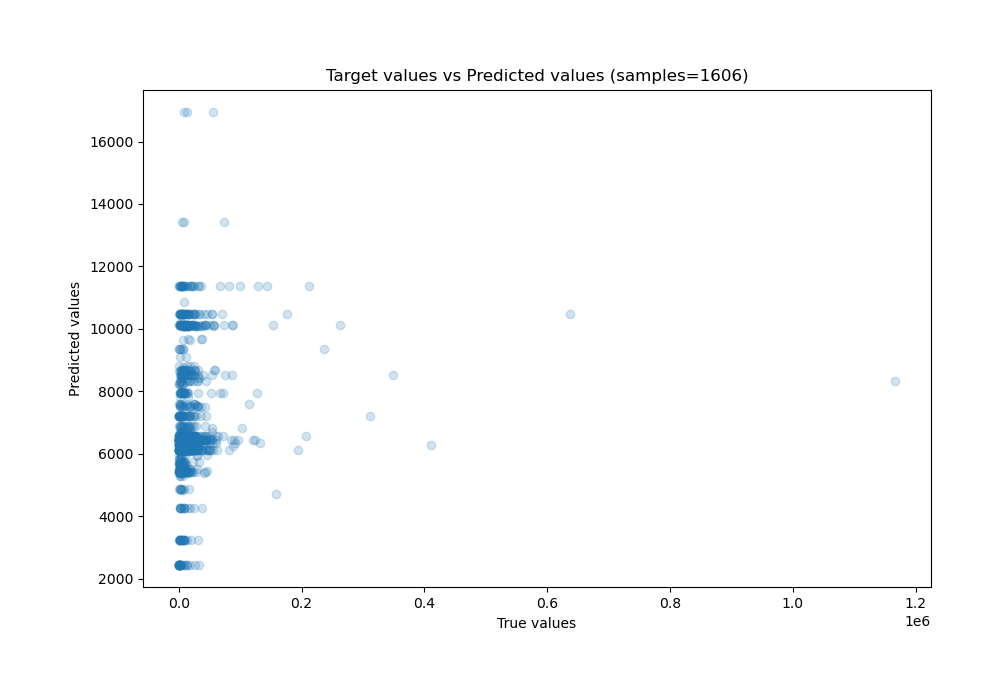 Target values vs Predicted values (samples=1606)
16000
14000
12000
10000
8000
6000
4000
2000
Predicted values
0.0 0.2 0.4 0.6 0.8 1.0 1.2
1e6
True values